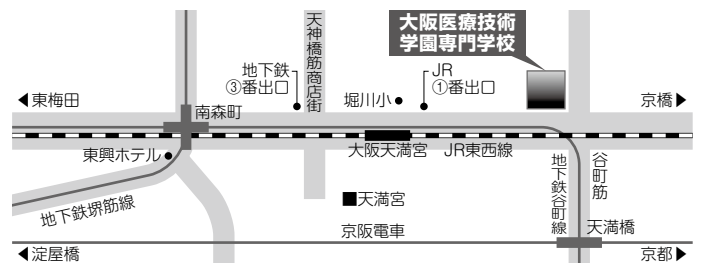 大阪医療技術
学園専門学校
天神橋筋商店街
地下鉄
③番出口
JR
①番出口
堀川小
◀東梅田
京橋▶
南森町
東興ホテル
大阪天満宮
JR東西線
地下鉄堺筋線
■天満宮
地下鉄谷町線
谷町筋
天満橋
京阪電車
◀淀屋橋
京都▶